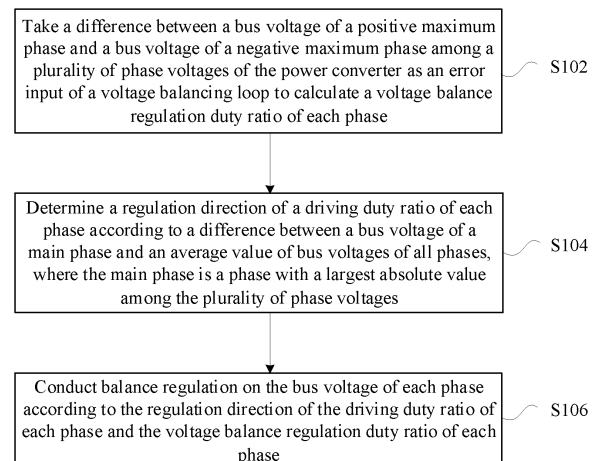 Take a difference between a bus voltage of a positive maximum
phase and a bus voltage of a negative maximum phase among a
plurality of phase voltages of the power converter as an error
input of a voltage balancing loop to calculate a voltage balance
regulation duty ratio of each phase
S102
Determine a regulation direction of a driving duty ratio of each
phase according to a difference between a bus voltage of a
main phase and an average value of bus voltages of all phases,
where the main phase is a phase with a largest absolute value
among the plurality of phase voltages
S104
Conduct balance regulation on the bus voltage of each phase
according to the regulation direction of the driving duty ratio of
each phase and the voltage balance regulation duty ratio of each
phase
S106